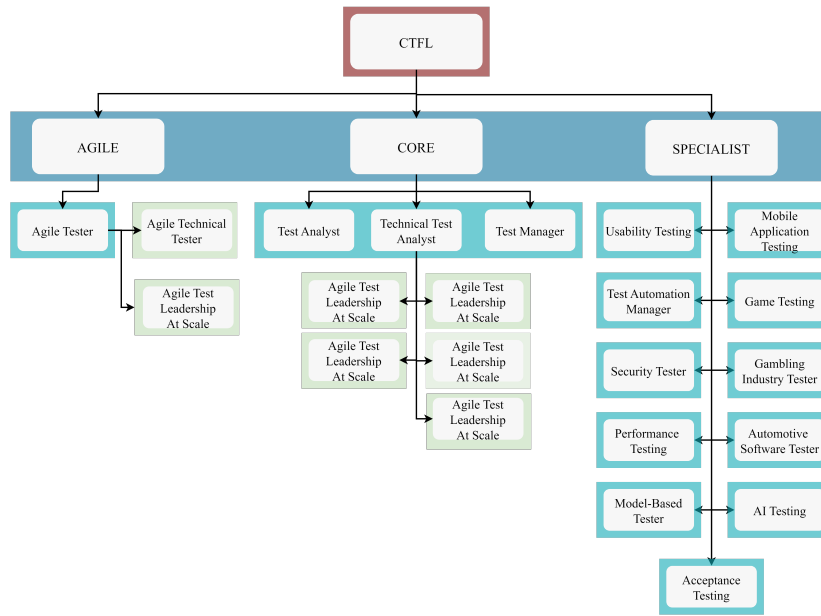 CTFL
AGILE
CORE
SPECIALIST
Agile Tester
Agile Technical
Tester
Agile Test
Leadership
At Scale
Test Analyst
Technical Test
Analyst
Test Manager
Agile Test
Leadership
At Scale
Agile Test
Leadership
At Scale
Agile Test
Leadership
At Scale
Agile Test
Leadership
At Scale
Agile Test
Leadership
At Scale
Usability Testing
Mobile
Application
Testing
Test Automation
Manager
Game Testing
Security Tester
Gambling
Industry Tester
Performance
Testing
Automotive
Software Tester
Model-Based
Tester
AI Testing
Acceptance
Testing